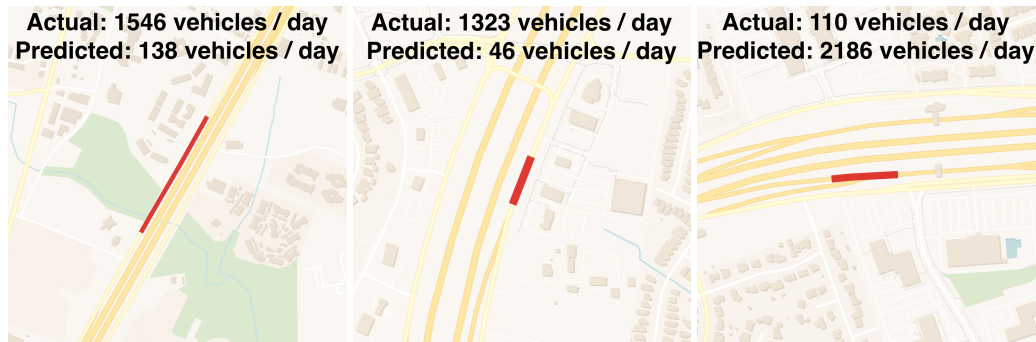 Actual: 1546 vehicles / day
Predicted: 138 vehicles / day
Actual: 1323 vehicles / day
Predicted: 46 vehicles / day
Actual: 110 vehicles / day
Predicted: 2186 vehicles / day